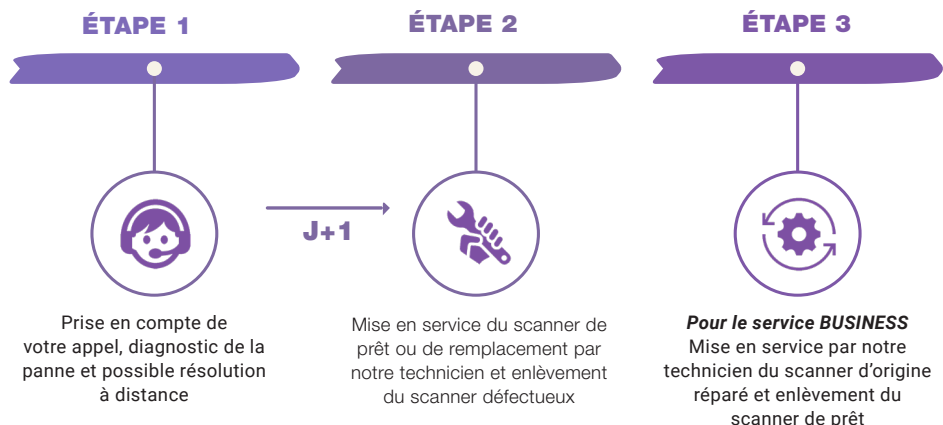 ÉTAPE 1
ÉTAPE 2
ÉTAPE 3
J+1
Prise en compte de
votre appel, diagnostic de la
panne et possible résolution
à distance
Mise en service du scanner de
prêt ou de remplacement par
notre technicien et enlèvement
du scanner défectueux
Pour le service BUSINESS
Mise en service par notre
technicien du scanner d’origine
réparé et enlèvement du
scanner de prêt